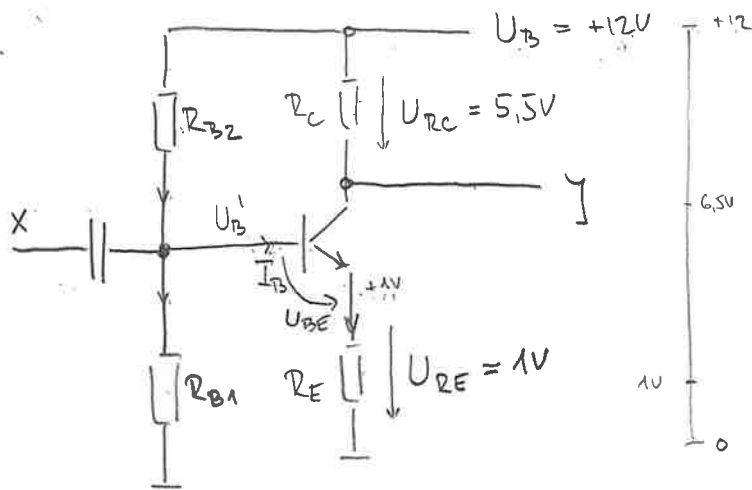 U_B = +12V
+12
R_B2
R_C
U_RC = 5,5V
6,5V
Y
X
U_B'
I_B
+1V
U_BE
R_B1
R_E
U_RE = 1V
1V
0